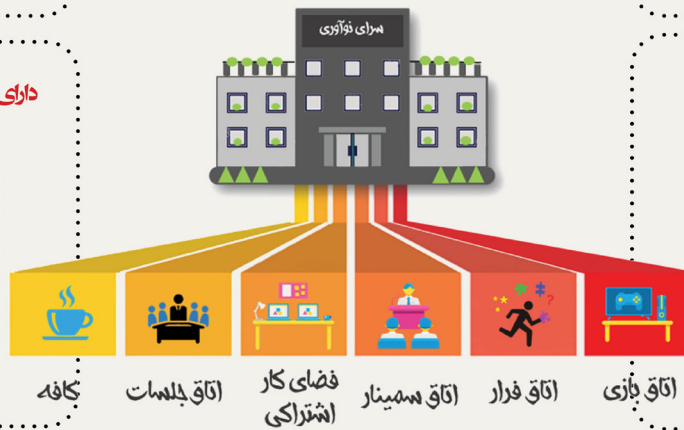 سرای نوآوری
دارای
اتاق بازی
اتاق فرار
اتاق سمینار
فضای کار
اشتراکی
اتاق جلسات
کافه